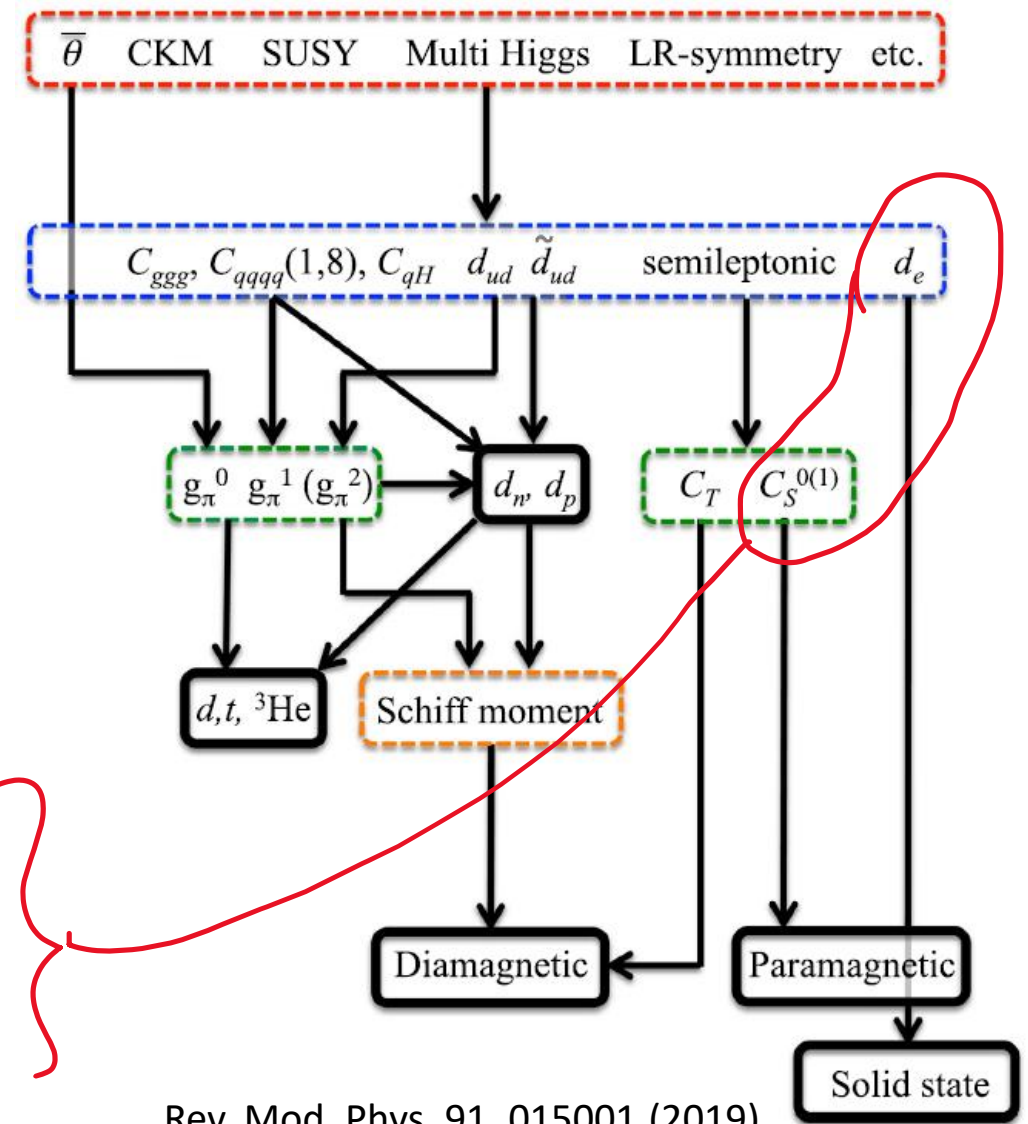 θ̅ CKM SUSY Multi Higgs LR-symmetry etc.
C_ggg, C_qqqq(1,8), C_qH d_ud d̃_ud semileptonic d_e
g_π^0 g_π^1 (g_π^2) d_n, d_p C_T C_S^0(1)
d,t, ³He Schiff moment
Diamagnetic Paramagnetic
Solid state
Rev. Mod. Phys. 91, 015001 (2019)